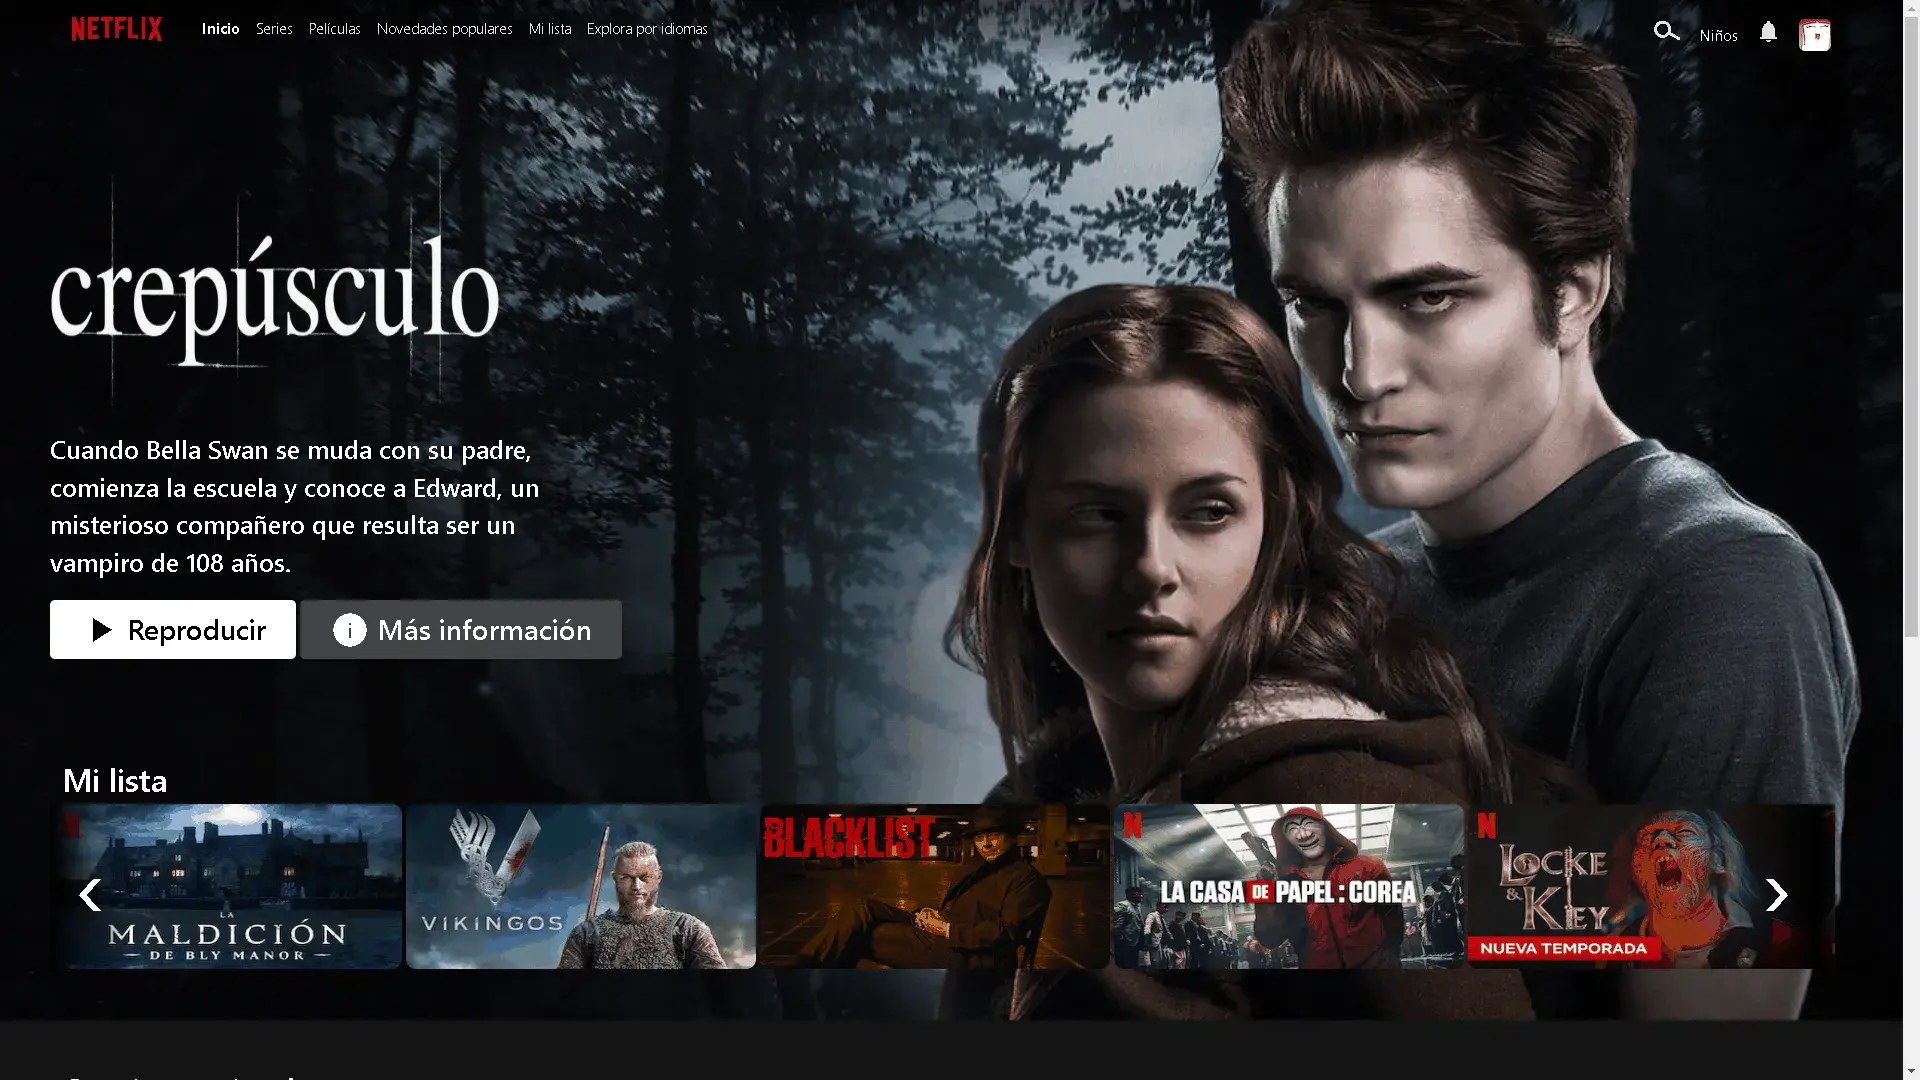 NETFLIX
Inicio Series Películas Novedades populares Mi lista Explora por idiomas
Niños
crepúsculo
Cuando Bella Swan se muda con su padre,
comienza la escuela y conoce a Edward, un
misterioso compañero que resulta ser un
vampiro de 108 años.
Reproducir
Más información
Mi lista
N
LA
MALDICIÓN
DE BLY MANOR
VIKINGOS
BLACKLIST
N
LA CASA DE PAPEL: COREA
N
LOCKE
& KEY
NUEVA TEMPORADA